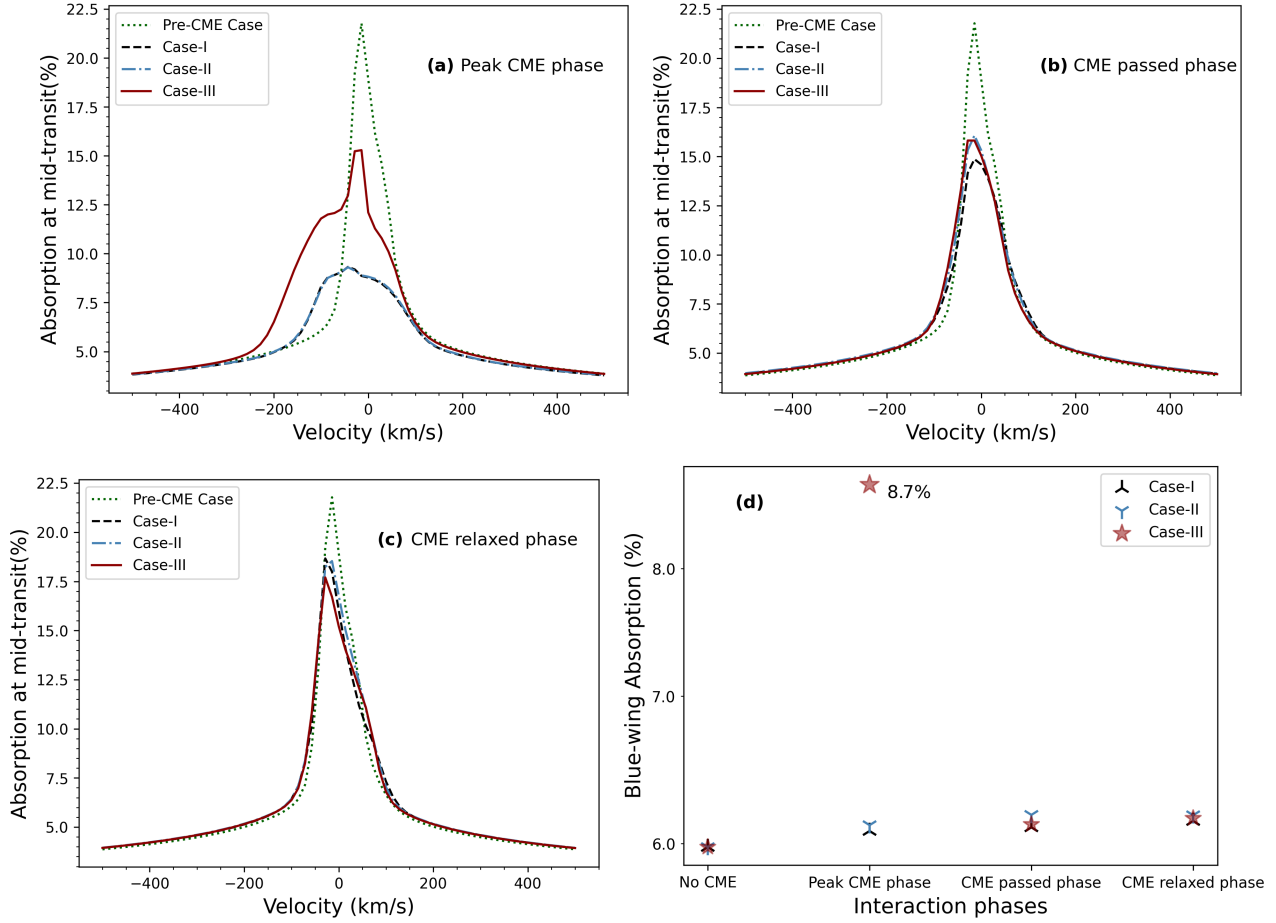 Absorption at mid-transit(%)
22.5
20.0
17.5
15.0
12.5
10.0
7.5
5.0
Pre-CME Case
Case-I
Case-II
Case-III
(a) Peak CME phase
−400
−200
0
200
400
Velocity (km/s)
Absorption at mid-transit(%)
22.5
20.0
17.5
15.0
12.5
10.0
7.5
5.0
Pre-CME Case
Case-I
Case-II
Case-III
(b) CME passed phase
−400
−200
0
200
400
Velocity (km/s)
Absorption at mid-transit(%)
22.5
20.0
17.5
15.0
12.5
10.0
7.5
5.0
Pre-CME Case
Case-I
Case-II
Case-III
(c) CME relaxed phase
−400
−200
0
200
400
Velocity (km/s)
Blue-wing Absorption (%)
8.0
7.0
6.0
(d)
8.7%
Case-I
Case-II
Case-III
No CME
Peak CME phase
CME passed phase
CME relaxed phase
Interaction phases